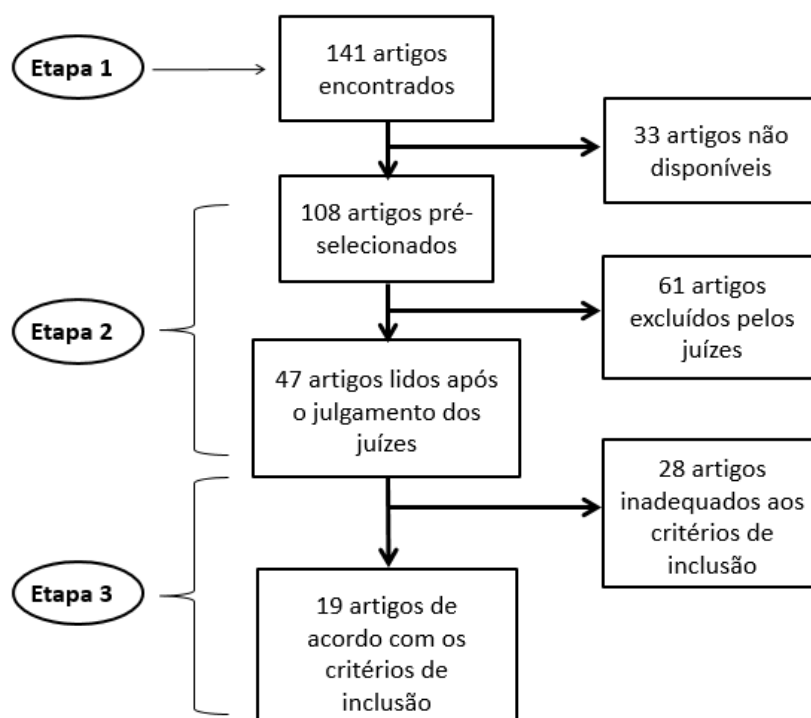 Etapa 1
141 artigos
encontrados
33 artigos não
disponíveis
108 artigos pré-
selecionados
61 artigos
excluídos pelos
juízes
Etapa 2
47 artigos lidos após
o julgamento dos
juízes
28 artigos
inadequados aos
critérios de
inclusão
Etapa 3
19 artigos de
acordo com os
critérios de
inclusão